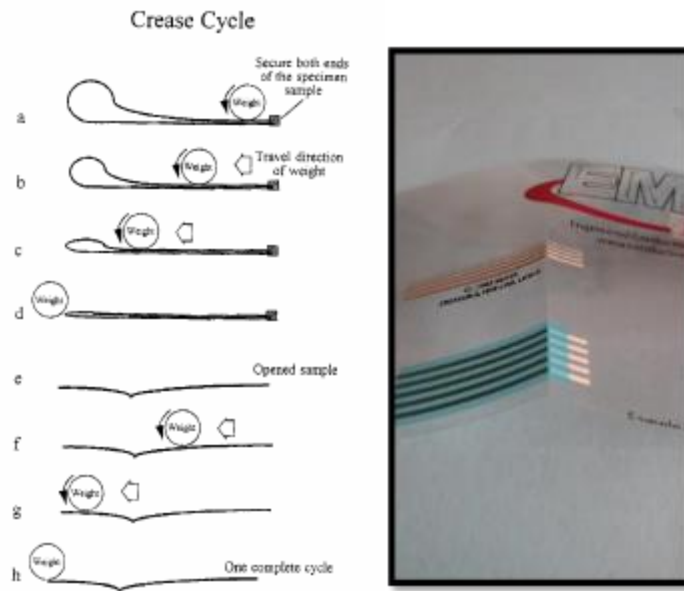 Crease Cycle
Secure both ends
of the specimen
sample
a
Weight
b
Weight
Travel direction
of weight
c
Weight
d
Weight
e
Opened sample
f
Weight
g
Weight
h
Weight
One complete cycle
EM